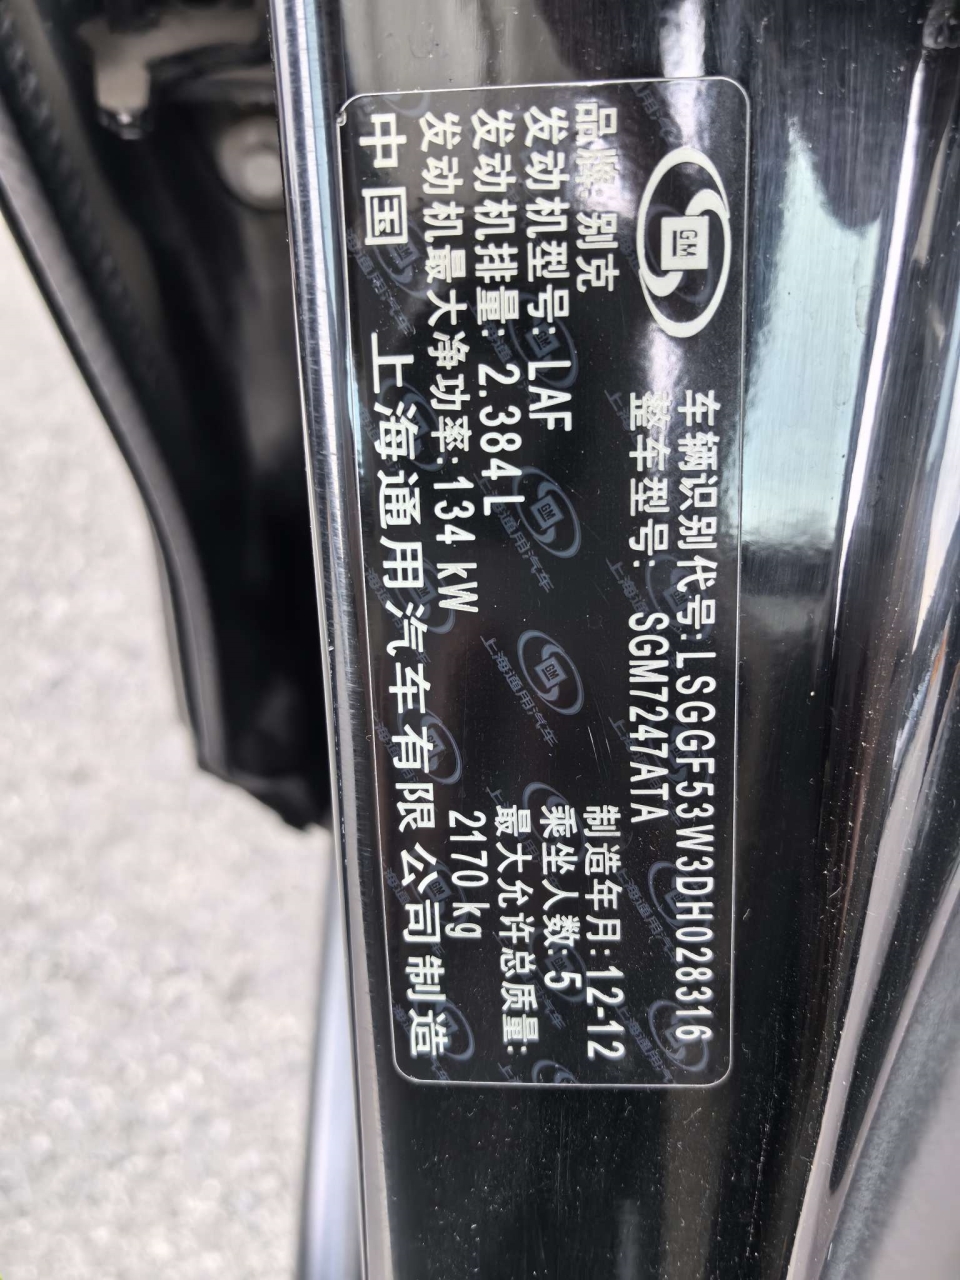 GM
车辆识别代号: LSGGF53W3DH028316
整车型号: SGM7247ATA
品牌: 别克
制造年月: 12-12
发动机型号: LAF
乘坐人数: 5
发动机排量: 2.384L
最大允许总质量:
发动机最大净功率: 134 kW
2170 kg
中国 上海通用汽车有限公司制造